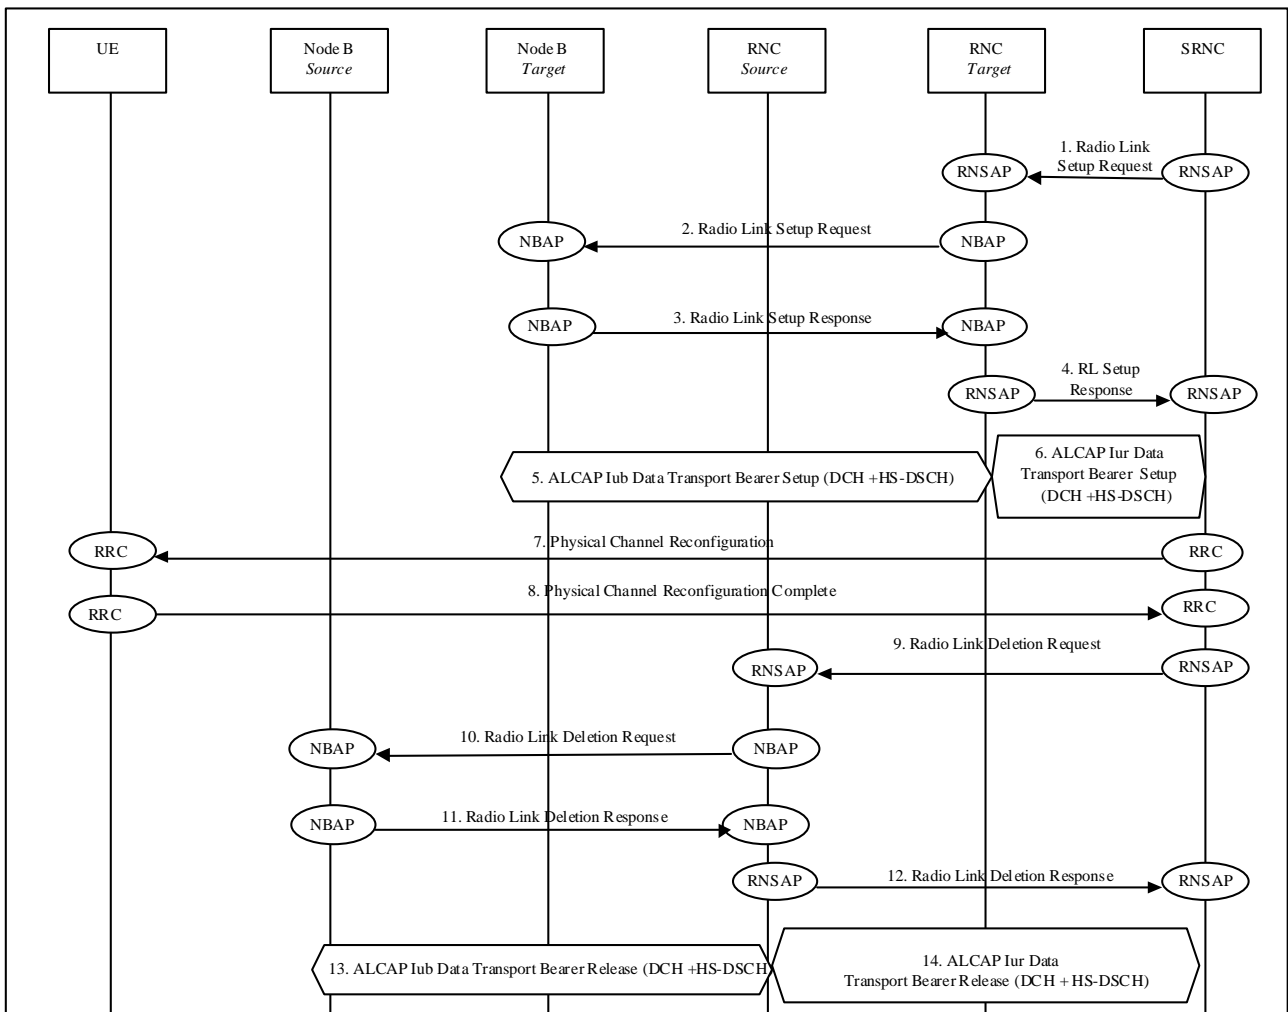 UE
Node B
Source
Node B
Target
RNC
Source
RNC
Target
SRNC
1. Radio Link
Setup Request
RNSAP
RNSAP
2. Radio Link Setup Request
NBAP
NBAP
3. Radio Link Setup Response
NBAP
NBAP
4. RL Setup
Response
RNSAP
RNSAP
5. ALCAP Iub Data Transport Bearer Setup (DCH +HS-DSCH)
6. ALCAP Iur Data
Transport Bearer Setup
(DCH +HS-DSCH)
7. Physical Channel Reconfiguration
RRC
RRC
8. Physical Channel Reconfiguration Complete
RRC
RRC
9. Radio Link Deletion Request
RNSAP
RNSAP
10. Radio Link Deletion Request
NBAP
NBAP
11. Radio Link Deletion Response
NBAP
NBAP
12. Radio Link Deletion Response
RNSAP
RNSAP
13. ALCAP Iub Data Transport Bearer Release (DCH +HS-DSCH)
14. ALCAP Iur Data
Transport Bearer Release (DCH + HS-DSCH)